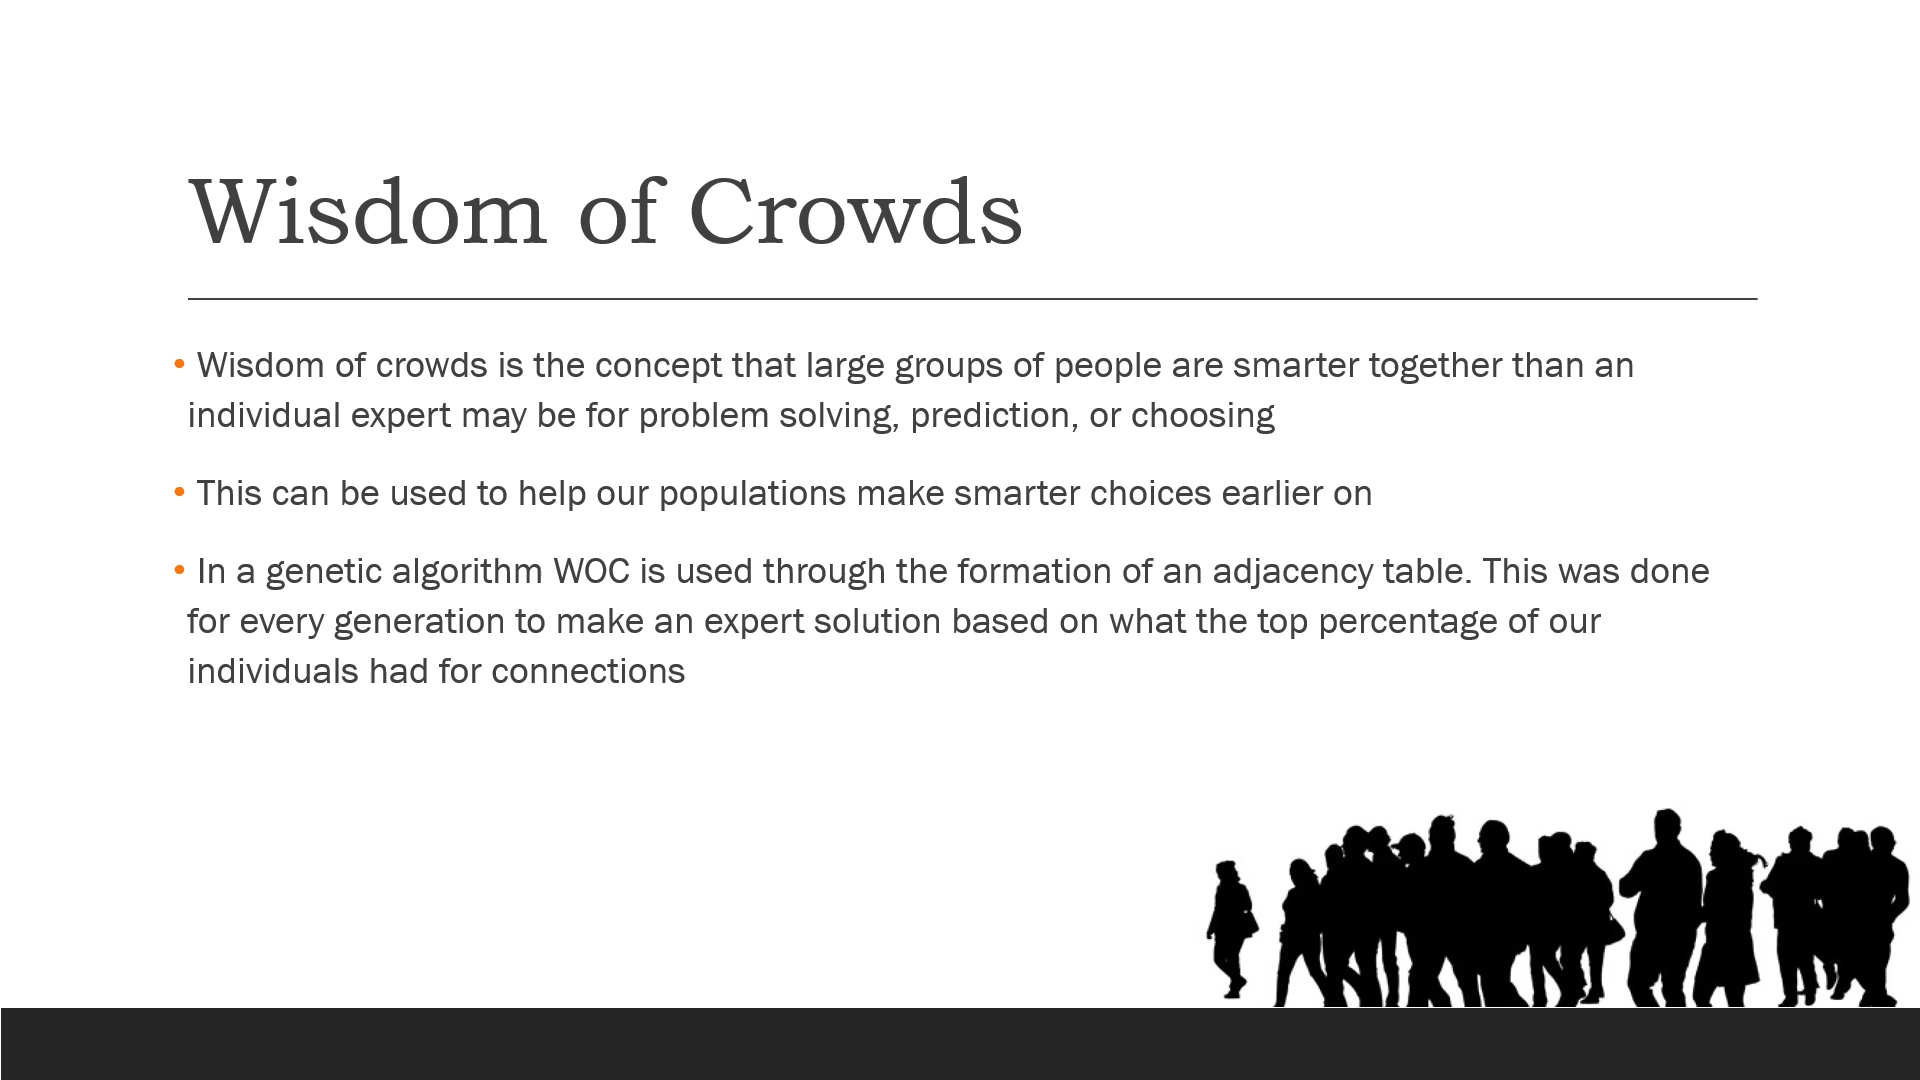 Wisdom of Crowds
• Wisdom of crowds is the concept that large groups of people are smarter together than an
individual expert may be for problem solving, prediction, or choosing
• This can be used to help our populations make smarter choices earlier on
• In a genetic algorithm WOC is used through the formation of an adjacency table. This was done
for every generation to make an expert solution based on what the top percentage of our
individuals had for connections